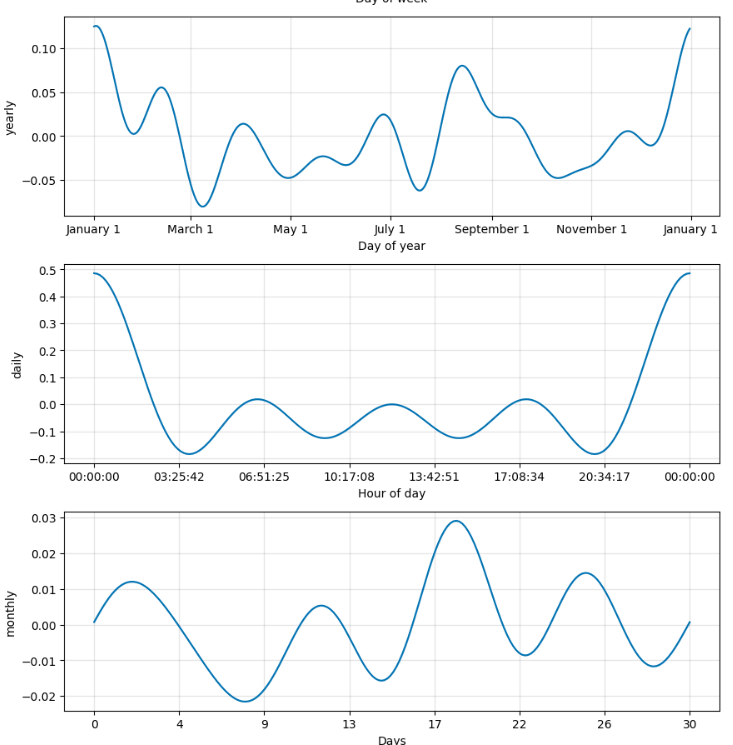 Day of week
0.10
0.05
0.00
−0.05
yearly
January 1 March 1 May 1 July 1 September 1 November 1 January 1
Day of year
0.5
0.4
0.3
0.2
0.1
0.0
−0.1
−0.2
daily
00:00:00 03:25:42 06:51:25 10:17:08 13:42:51 17:08:34 20:34:17 00:00:00
Hour of day
0.03
0.02
0.01
0.00
−0.01
−0.02
monthly
0 4 9 13 17 22 26 30
Days